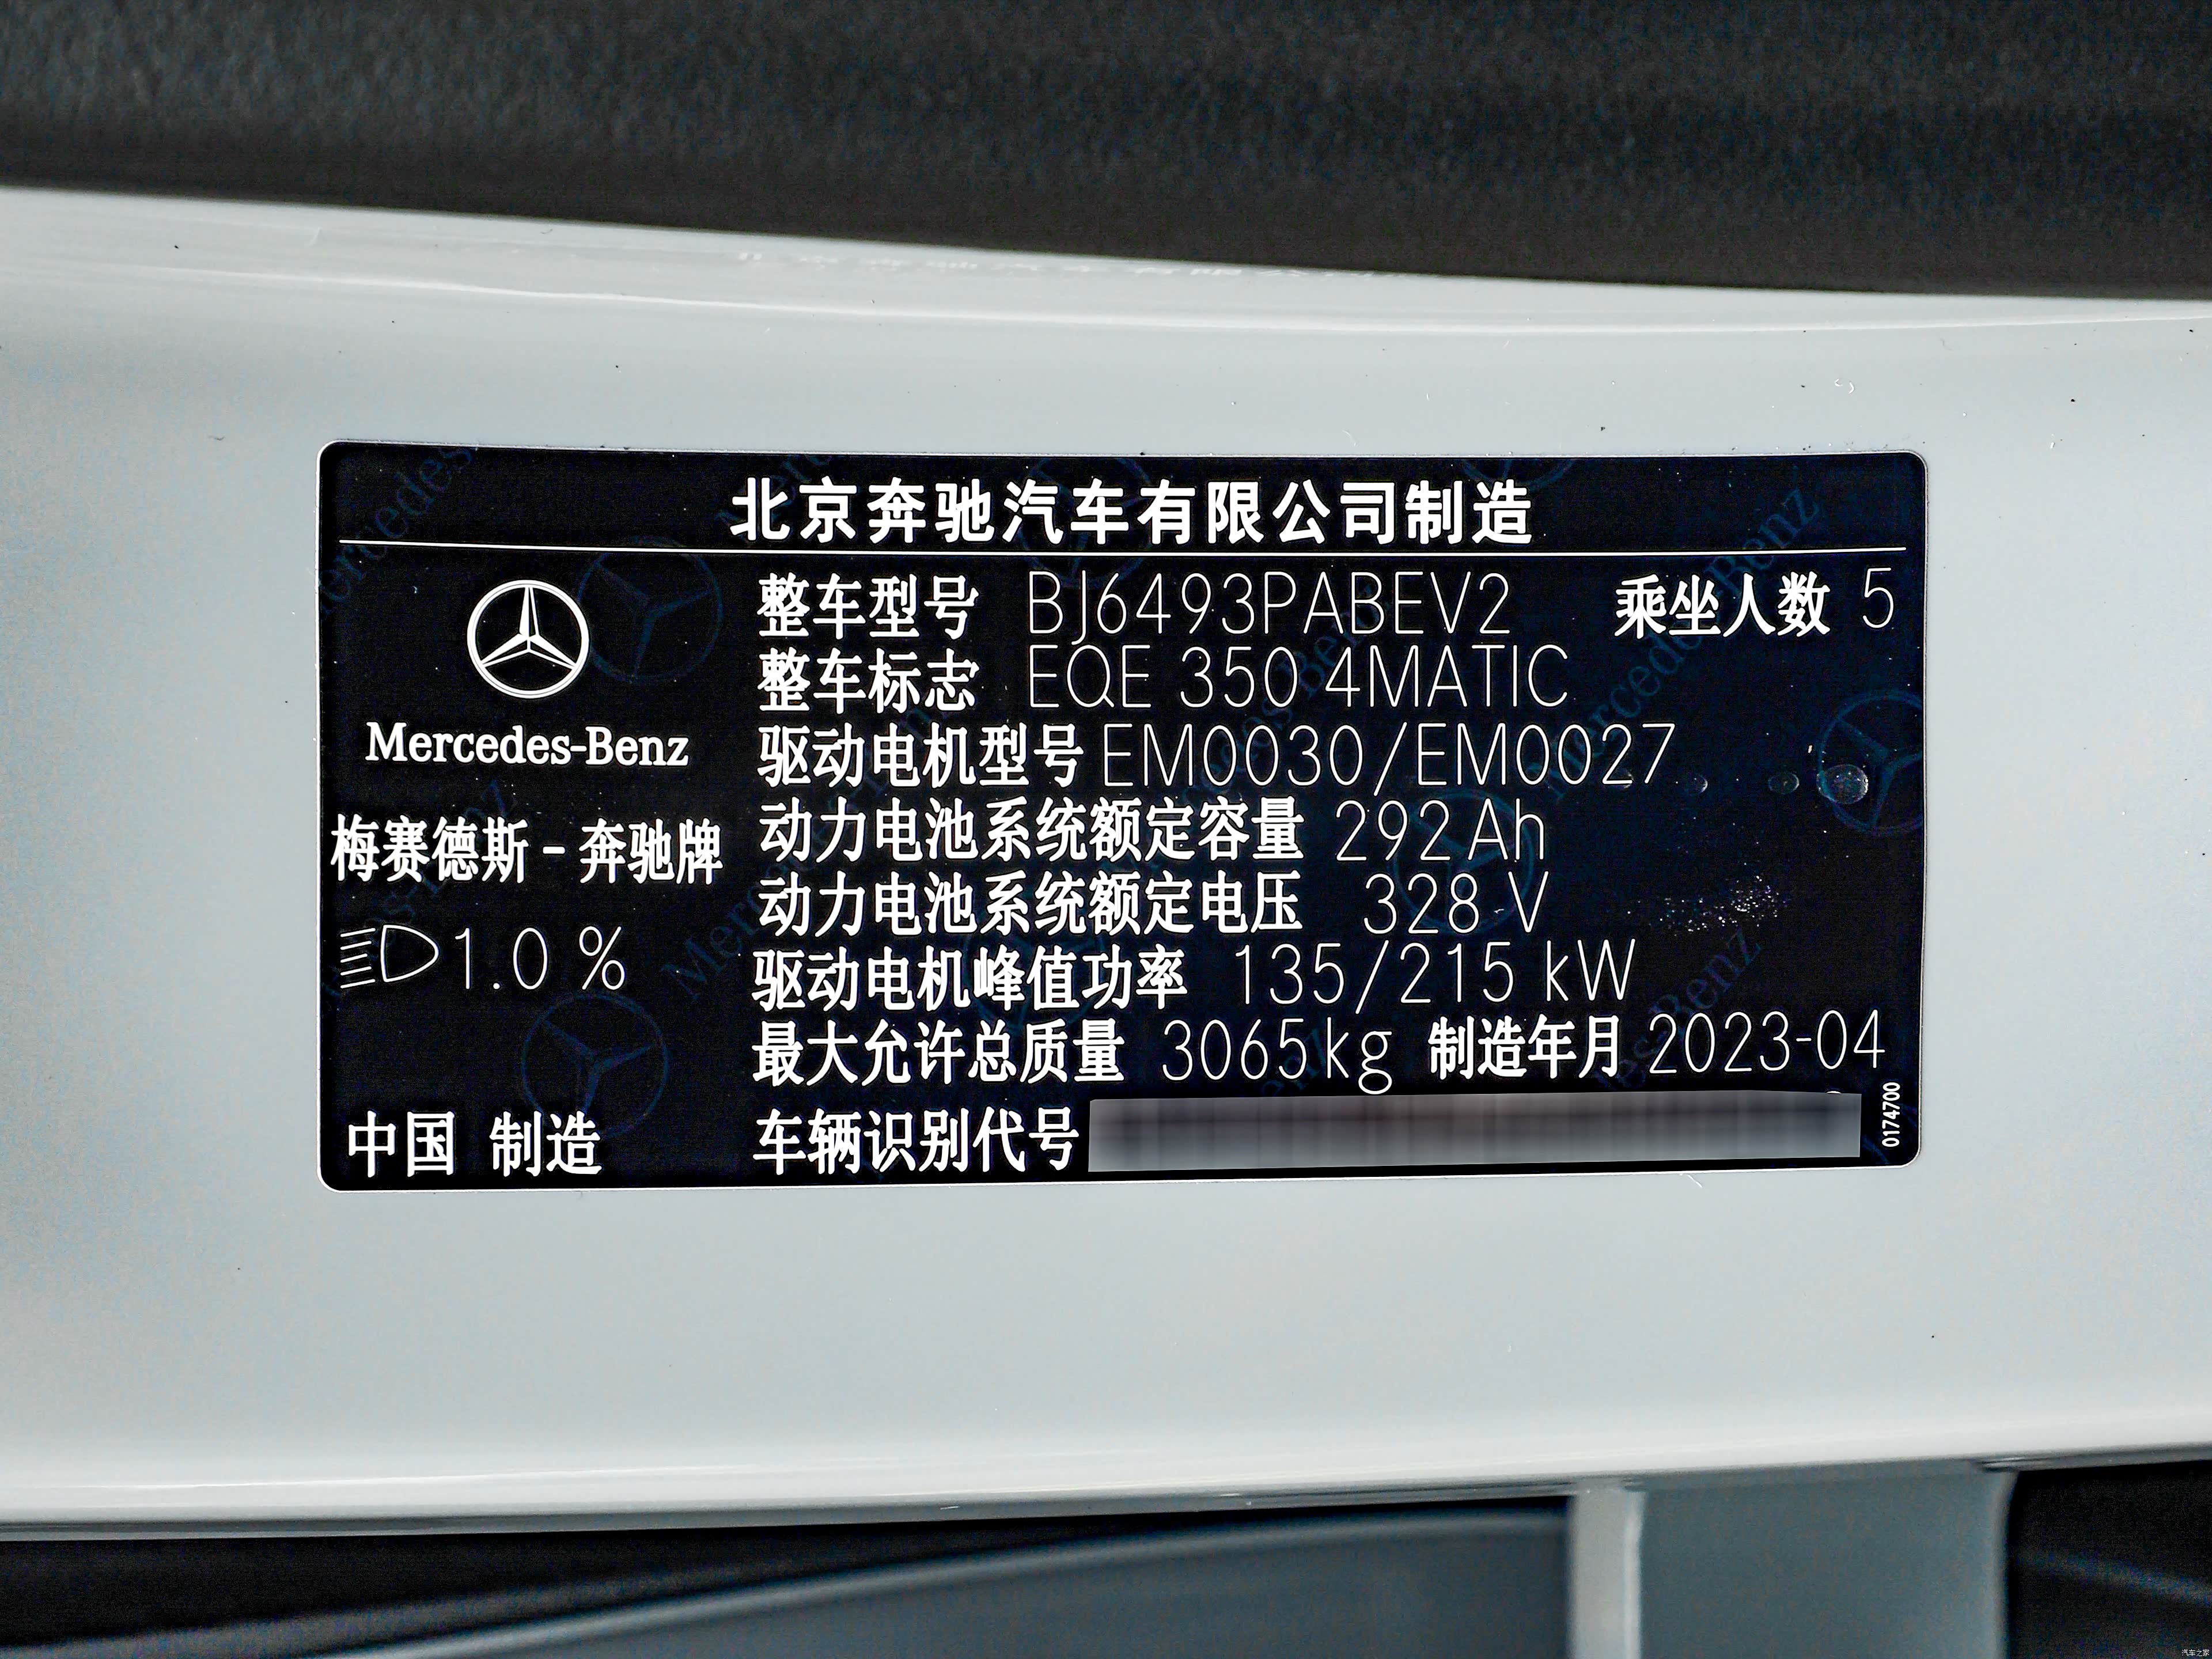 北京奔驰汽车有限公司制造
Mercedes-Benz
梅赛德斯-奔驰牌
1.0 %
中国 制造
整车型号 BJ6493PABEV2 乘坐人数 5
整车标志 EQE 350 4MATIC
驱动电机型号 EM0030/EM0027
动力电池系统额定容量 292 Ah
动力电池系统额定电压 328 V
驱动电机峰值功率 135/215 kW
最大允许总质量 3065kg 制造年月 2023-04
车辆识别代号
0174700
汽车之家